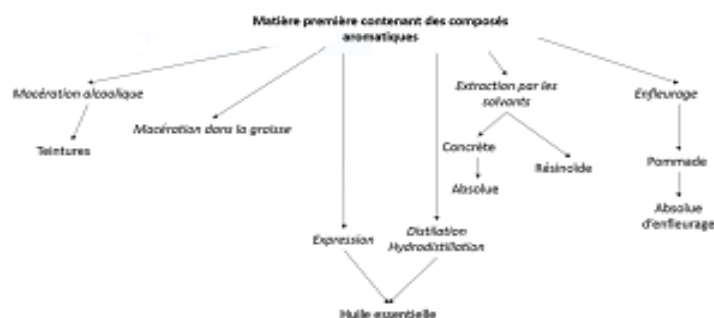 Matière première contenant des composés
aromatiques
Macération alcoolique
Teintures
Macération dans la graisse
Expression
Distilation
Hydrodistillation
Huile essentielle
Extraction par les
solvants
Concrète
Absolue
Résinoïde
Enfleurage
Pommade
Absolue
d'enfleurage